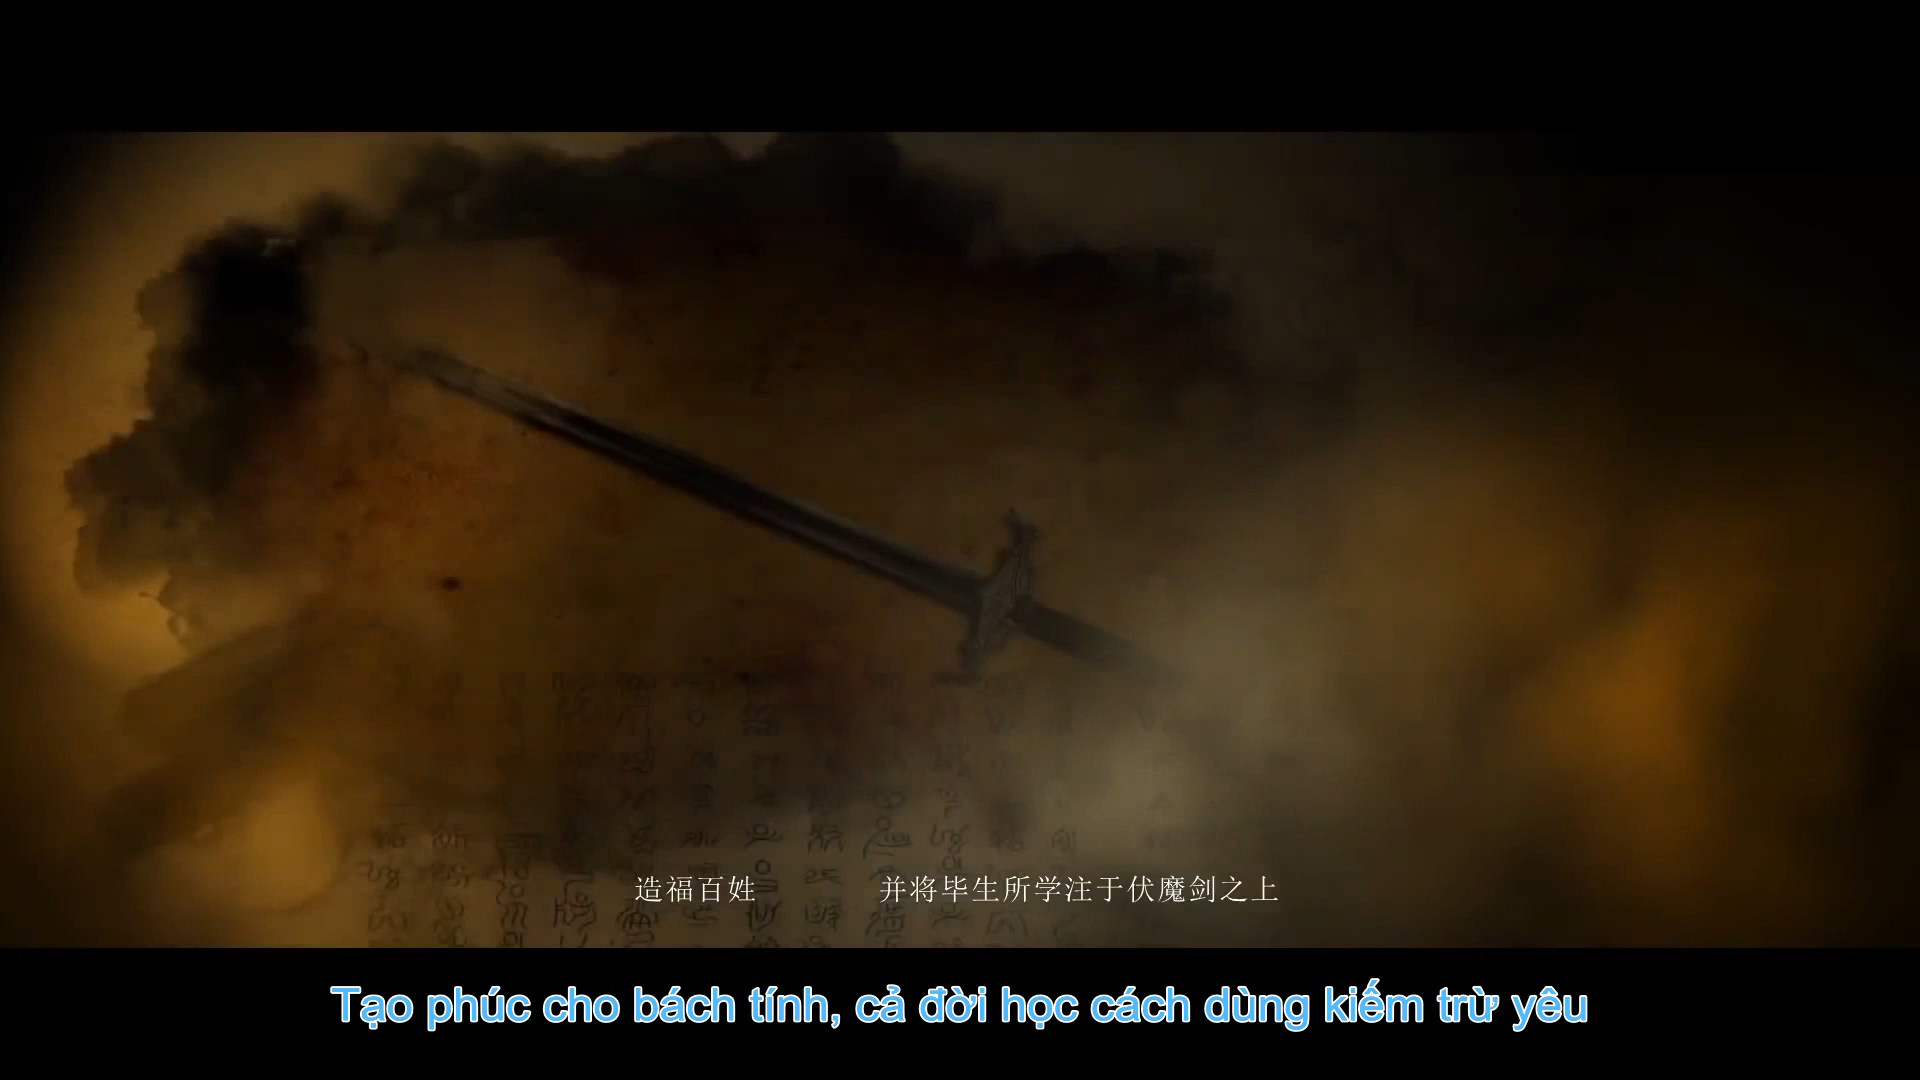 造福百姓 并将毕生所学注于伏魔剑之上
Tạo phúc cho bách tính, cả đời học cách dùng kiếm trừ yêu